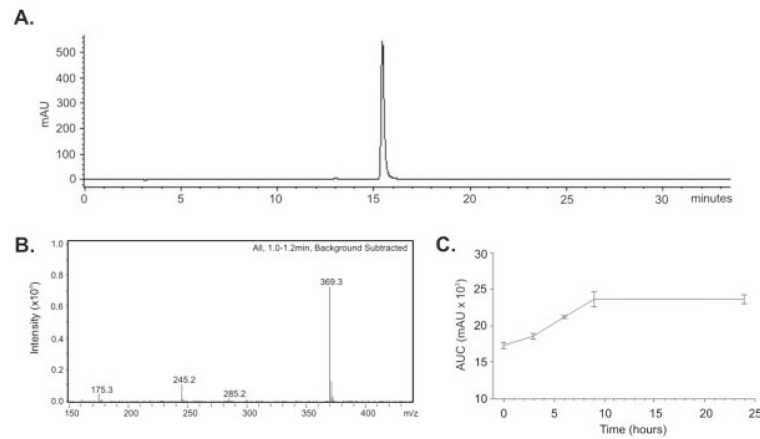 A.
mAU
500
400
300
200
100
0
0 5 10 15 20 25 30 minutes
B.
Intensity (x10⁹)
1.0
0.8
0.6
0.4
0.2
0.0
All, 1.0-1.2min, Background Subtracted
369.3
245.2
175.3
285.2
150 200 250 300 350 400 m/z
C.
AUC (mAU x 10³)
30
25
20
15
10
0 5 10 15 20 25
Time (hours)